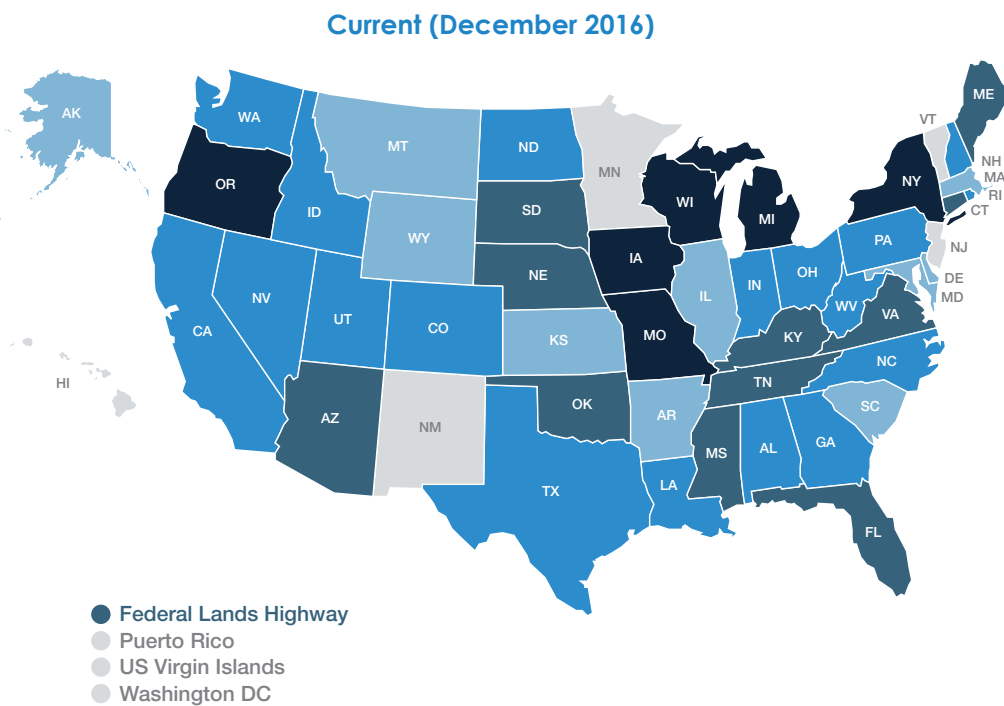 Current (December 2016)
ME
AK
WA
VT
MT
ND
NH
MN
MA
OR
NY
RI
ID
WI
SD
CT
MI
WY
PA
NJ
IA
NE
OH
DE
NV
IN
IL
MD
WV
VA
UT
CO
CA
KS
MO
KY
NC
HI
TN
OK
SC
AZ
AR
NM
GA
AL
MS
LA
TX
FL
Federal Lands Highway
Puerto Rico
US Virgin Islands
Washington DC